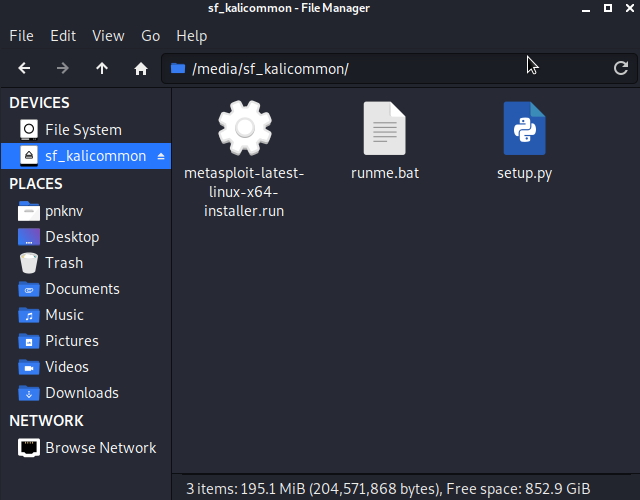 sf_kalicommon - File Manager
File Edit View Go Help
/media/sf_kalicommon/
DEVICES
File System
sf_kalicommon
PLACES
pnknv
Desktop
Trash
Documents
Music
Pictures
Videos
Downloads
NETWORK
Browse Network
metasploit-latest-
linux-x64-
installer.run
runme.bat
setup.py
3 items: 195.1 MiB (204,571,868 bytes), Free space: 852.9 GiB